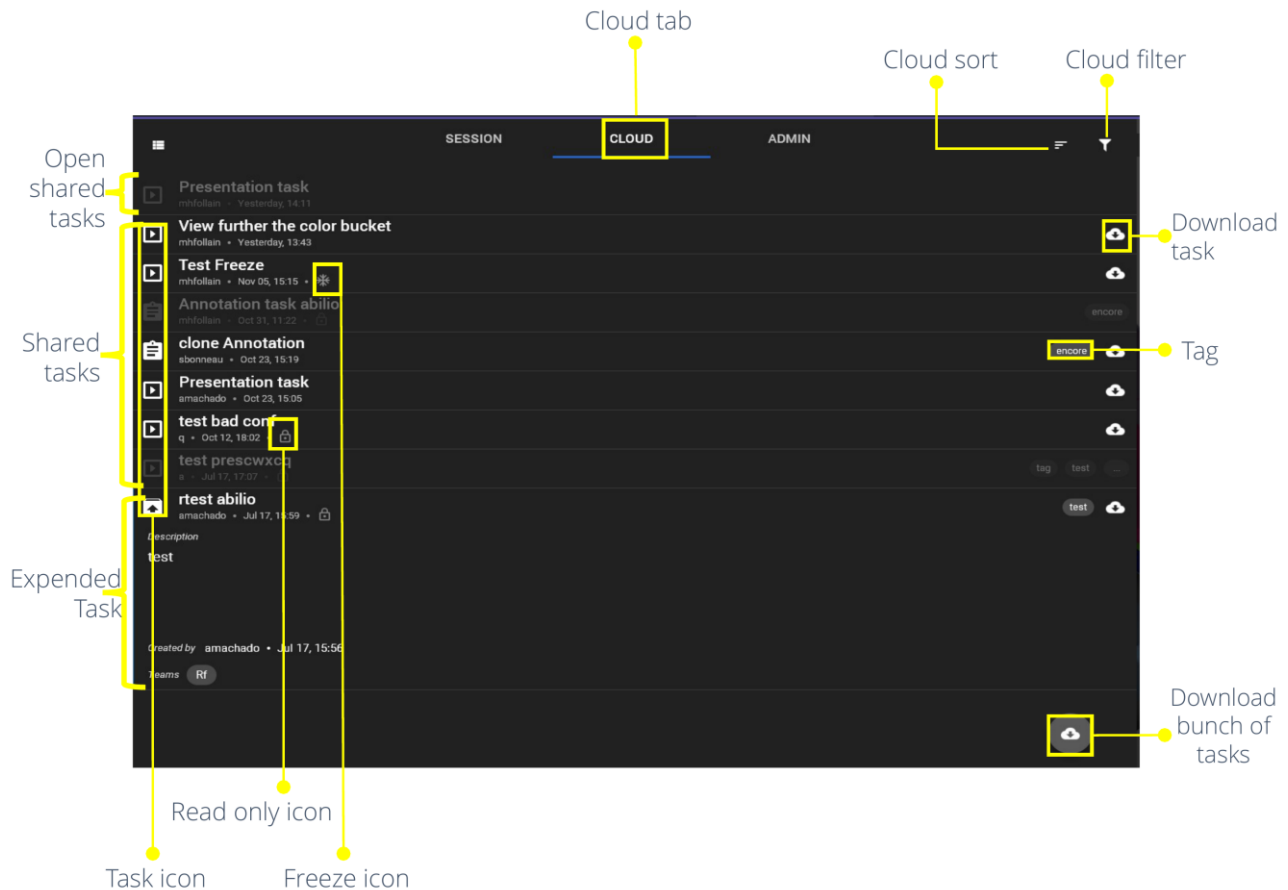 Cloud tab
Cloud sort
Cloud filter
SESSION
CLOUD
ADMIN
Open
shared
tasks
Presentation task
mhfollain • Yesterday, 14:11
View further the color bucket
mhfollain • Yesterday, 13:43
Download
task
Test Freeze
mhfollain • Nov 05, 15:15 •
Annotation task abilio
mhfollain • Oct 31, 11:22 •
encore
Shared
tasks
clone Annotation
sbonneau • Oct 23, 15:19
encore
Tag
Presentation task
amachado • Oct 23, 15:05
test bad conf
q • Oct 12, 18:02 •
test prescwxcq
a • Jul 17, 17:07 •
tag
test
...
rtest abilio
amachado • Jul 17, 15:59 •
test
Description
test
Expended
Task
Created by amachado • Jul 17, 15:56
Teams Rf
Download
bunch of
tasks
Read only icon
Task icon
Freeze icon